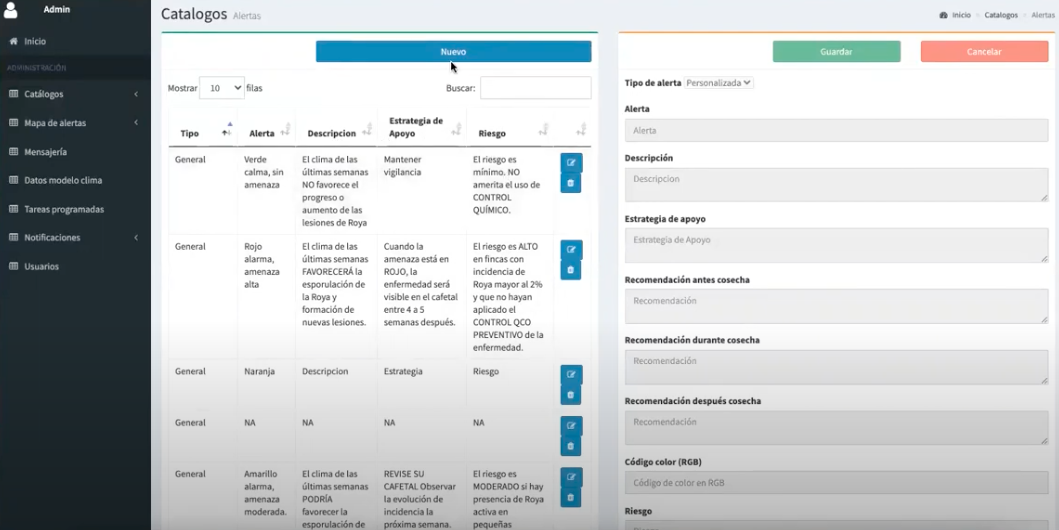 Admin
Catalogos Alertas
Inicio
Catalogos
Alertas
Inicio
ADMINISTRACIÓN
Catálogos
Mapa de alertas
Mensajería
Datos modelo clima
Tareas programadas
Notificaciones
Usuarios
Nuevo
Mostrar 10 filas
Buscar:
Tipo
Alerta
Descripcion
Estrategia de
Apoyo
Riesgo
General
Verde
calma, sin
amenaza
El clima de las
últimas semanas
NO favorece el
progreso o
aumento de las
lesiones de Roya
Mantener
vigilancia
El riesgo es
mínimo. NO
amerita el uso de
CONTROL
QUÍMICO.
General
Rojo
alarma,
amenaza
alta
El clima de las
últimas semanas
FAVORECERÁ la
esporulación de
la Roya y
formación de
nuevas lesiones.
Cuando la
amenaza está en
ROJO, la
enfermedad será
visible en el cafetal
entre 4 a 5
semanas después.
El riesgo es ALTO
en fincas con
incidencia de
Roya mayor al 2%
y que no hayan
aplicado el
CONTROL QCO
PREVENTIVO de la
enfermedad.
General
Naranja
Descripcion
Estrategia
Riesgo
General
NA
NA
NA
NA
General
Amarillo
alarma,
amenaza
moderada.
El clima de las
últimas semanas
PODRÍA
favorecer la
esporulación de
REVISE SU
CAFETAL Observar
la evolución de
incidencia la
próxima semana.
El riesgo es
MODERADO si hay
presencia de Roya
activa en
pequeñas
Guardar
Cancelar
Tipo de alerta Personalizada
Alerta
Alerta
Descripción
Descripcion
Estrategia de apoyo
Estrategia de Apoyo
Recomendación antes cosecha
Recomendación
Recomendación durante cosecha
Recomendación
Recomendación después cosecha
Recomendación
Código color (RGB)
Código de color en RGB
Riesgo